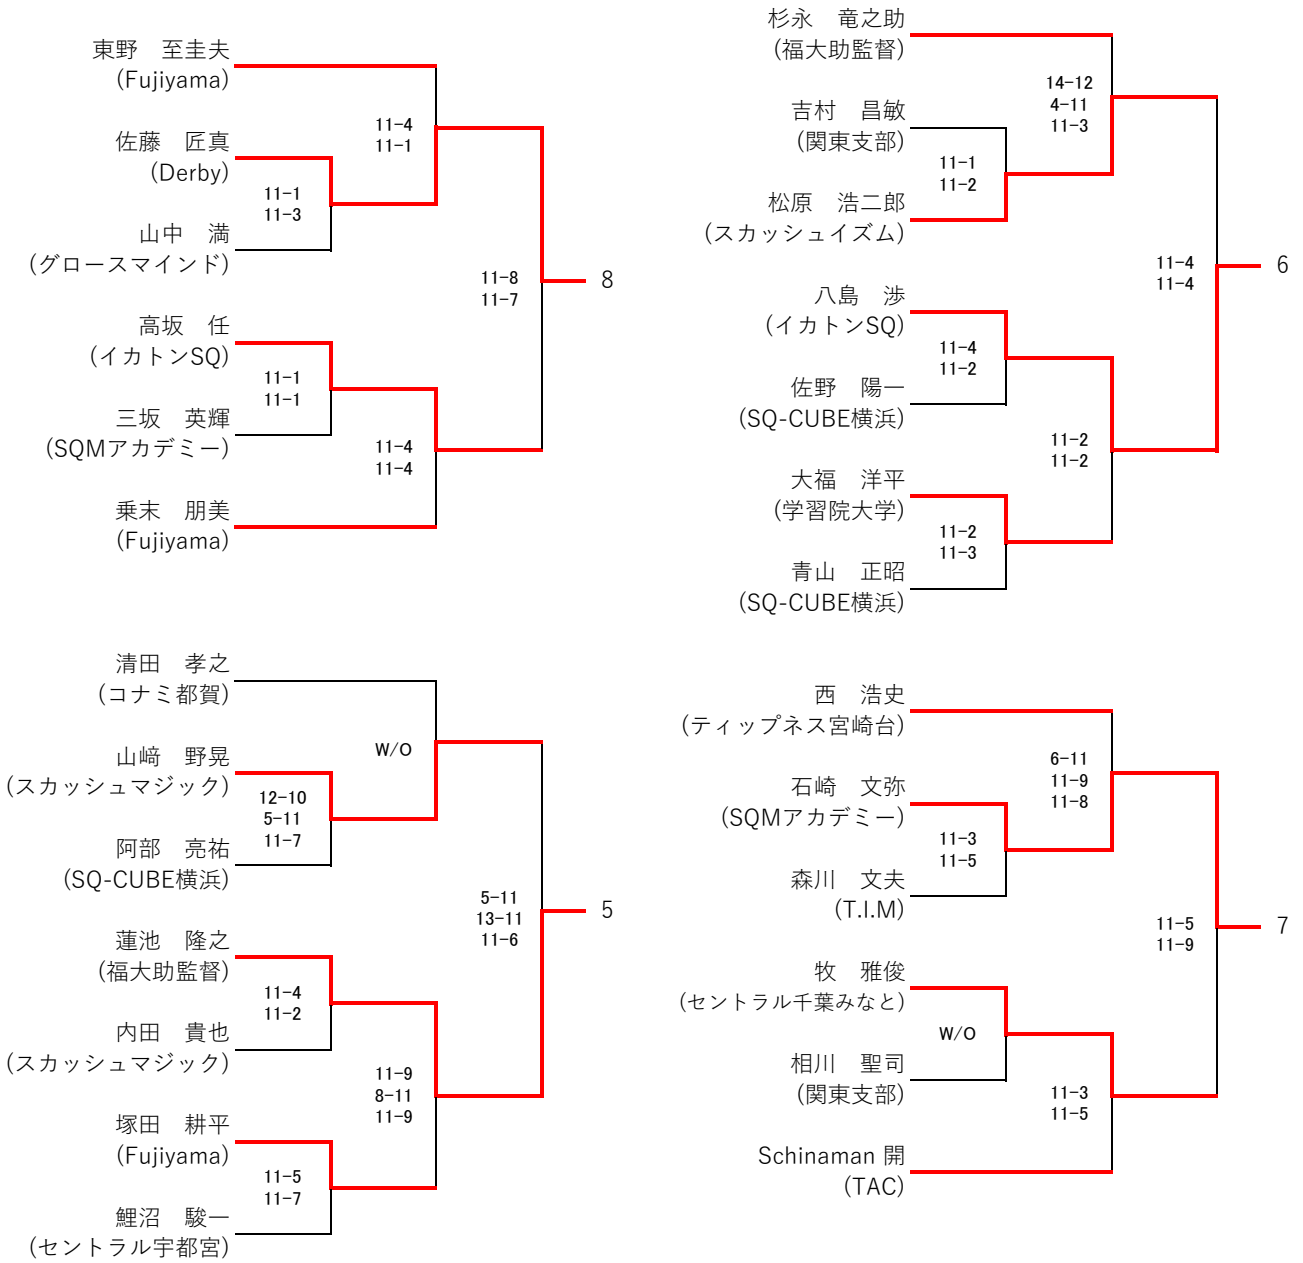 東野　至圭夫
(Fujiyama)
佐藤　匠真
(Derby)
山中　満
(グロースマインド)
高坂　任
(イカトンSQ)
三坂　英輝
(SQMアカデミー)
乗末　朋美
(Fujiyama)
11-1
11-3
11-1
11-1
11-4
11-1
11-4
11-4
11-8
11-7
8
杉永　竜之助
(福大助監督)
吉村　昌敏
(関東支部)
松原　浩二郎
(スカッシュイズム)
八島　渉
(イカトンSQ)
佐野　陽一
(SQ-CUBE横浜)
大福　洋平
(学習院大学)
青山　正昭
(SQ-CUBE横浜)
11-1
11-2
11-4
11-2
11-2
11-3
14-12
4-11
11-3
11-2
11-2
11-4
11-4
6
清田　孝之
(コナミ都賀)
山﨑　野晃
(スカッシュマジック)
阿部　亮祐
(SQ-CUBE横浜)
蓮池　隆之
(福大助監督)
内田　貴也
(スカッシュマジック)
塚田　耕平
(Fujiyama)
鯉沼　駿一
(セントラル宇都宮)
12-10
5-11
11-7
11-4
11-2
11-5
11-7
W/O
11-9
8-11
11-9
5-11
13-11
11-6
5
西　浩史
(ティップネス宮崎台)
石崎　文弥
(SQMアカデミー)
森川　文夫
(T.I.M)
牧　雅俊
(セントラル千葉みなと)
相川　聖司
(関東支部)
Schinaman 開
(TAC)
11-3
11-5
W/O
6-11
11-9
11-8
11-3
11-5
11-5
11-9
7